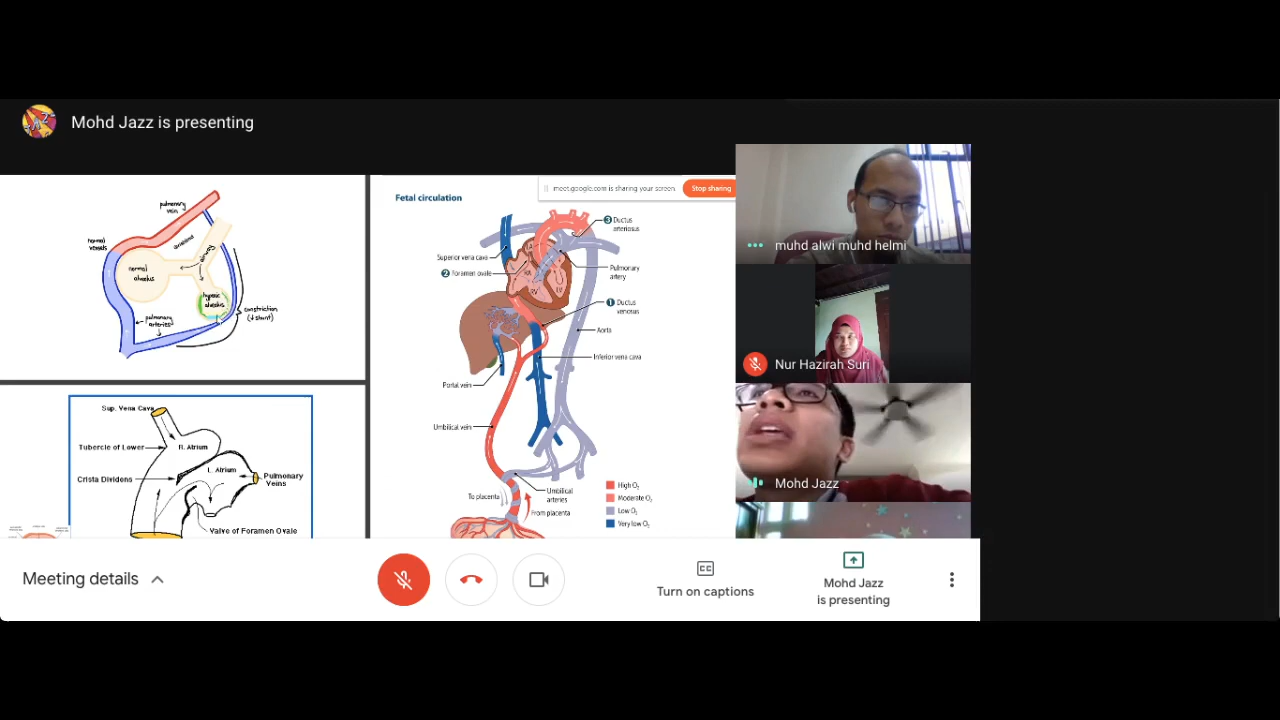 Mohd Jazz is presenting
pulmonary
vein
normal
vessels
normal
alveolus
airway
hypoxic
alveolus
constriction
(↓ shunt)
pulmonary
arteries
Sup. Vena Cava
Tubercle of Lower
R. Atrium
L. Atrium
Crista Dividens
Pulmonary
Veins
Valve of Foramen Ovale
meet.google.com is sharing your screen.
Stop sharing
Fetal circulation
3 Ductus
arteriosus
Superior vena cava
2 Foramen ovale
Pulmonary
artery
1 Ductus
venosus
Aorta
Inferior vena cava
Portal vein
Umbilical vein
Umbilical
arteries
To placenta
From placenta
High O₂
Moderate O₂
Low O₂
Very low O₂
muhd alwi muhd helmi
Nur Hazirah Suri
Mohd Jazz
Meeting details
CC
Turn on captions
Mohd Jazz
is presenting